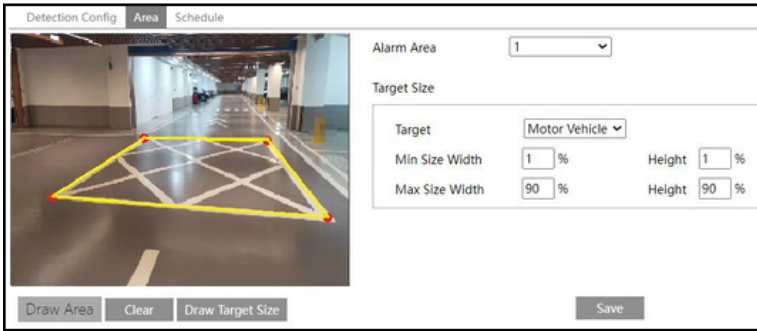 Detection Config Area Schedule
Alarm Area 1
Target Size
Target Motor Vehicle
Min Size Width 1 % Height 1 %
Max Size Width 90 % Height 90 %
Draw Area Clear Draw Target Size Save